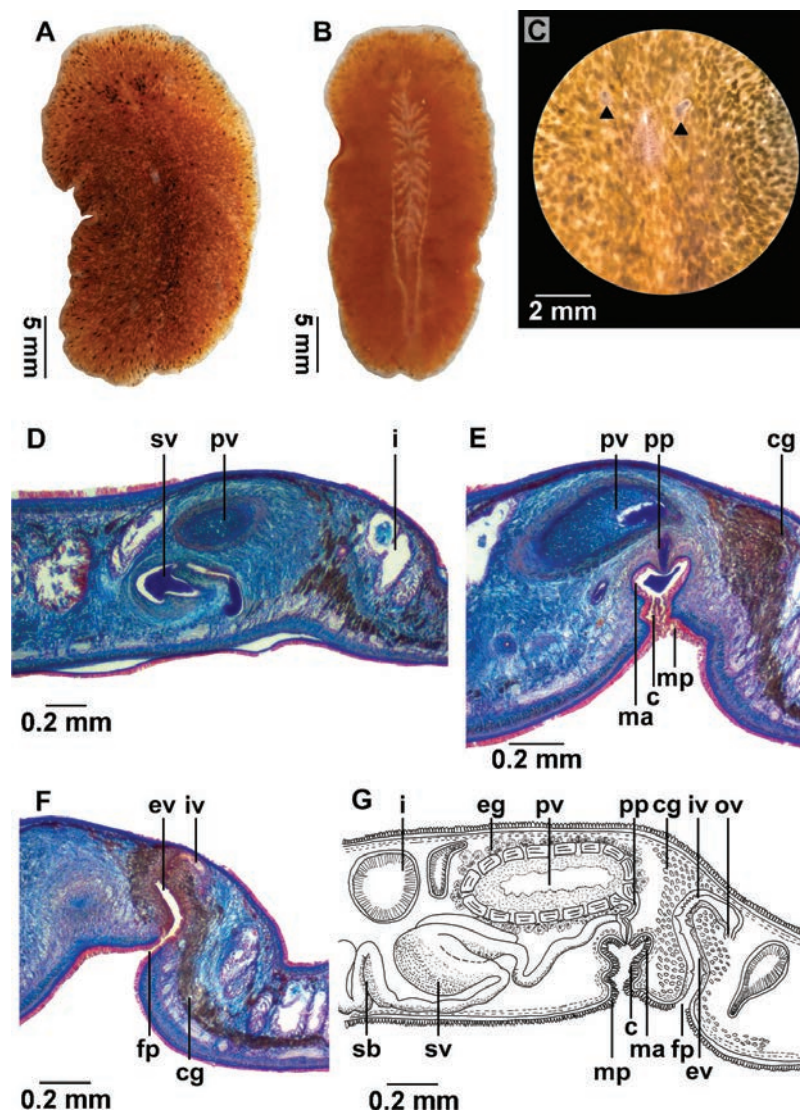 A
B
C
5 mm
5 mm
2 mm
D
sv pv i
0.2 mm
E
pv pp cg
ma c mp
0.2 mm
F
ev iv
fp cg
0.2 mm
G
i eg pv pp cg iv ov
sb sv mp c ma fp ev
0.2 mm